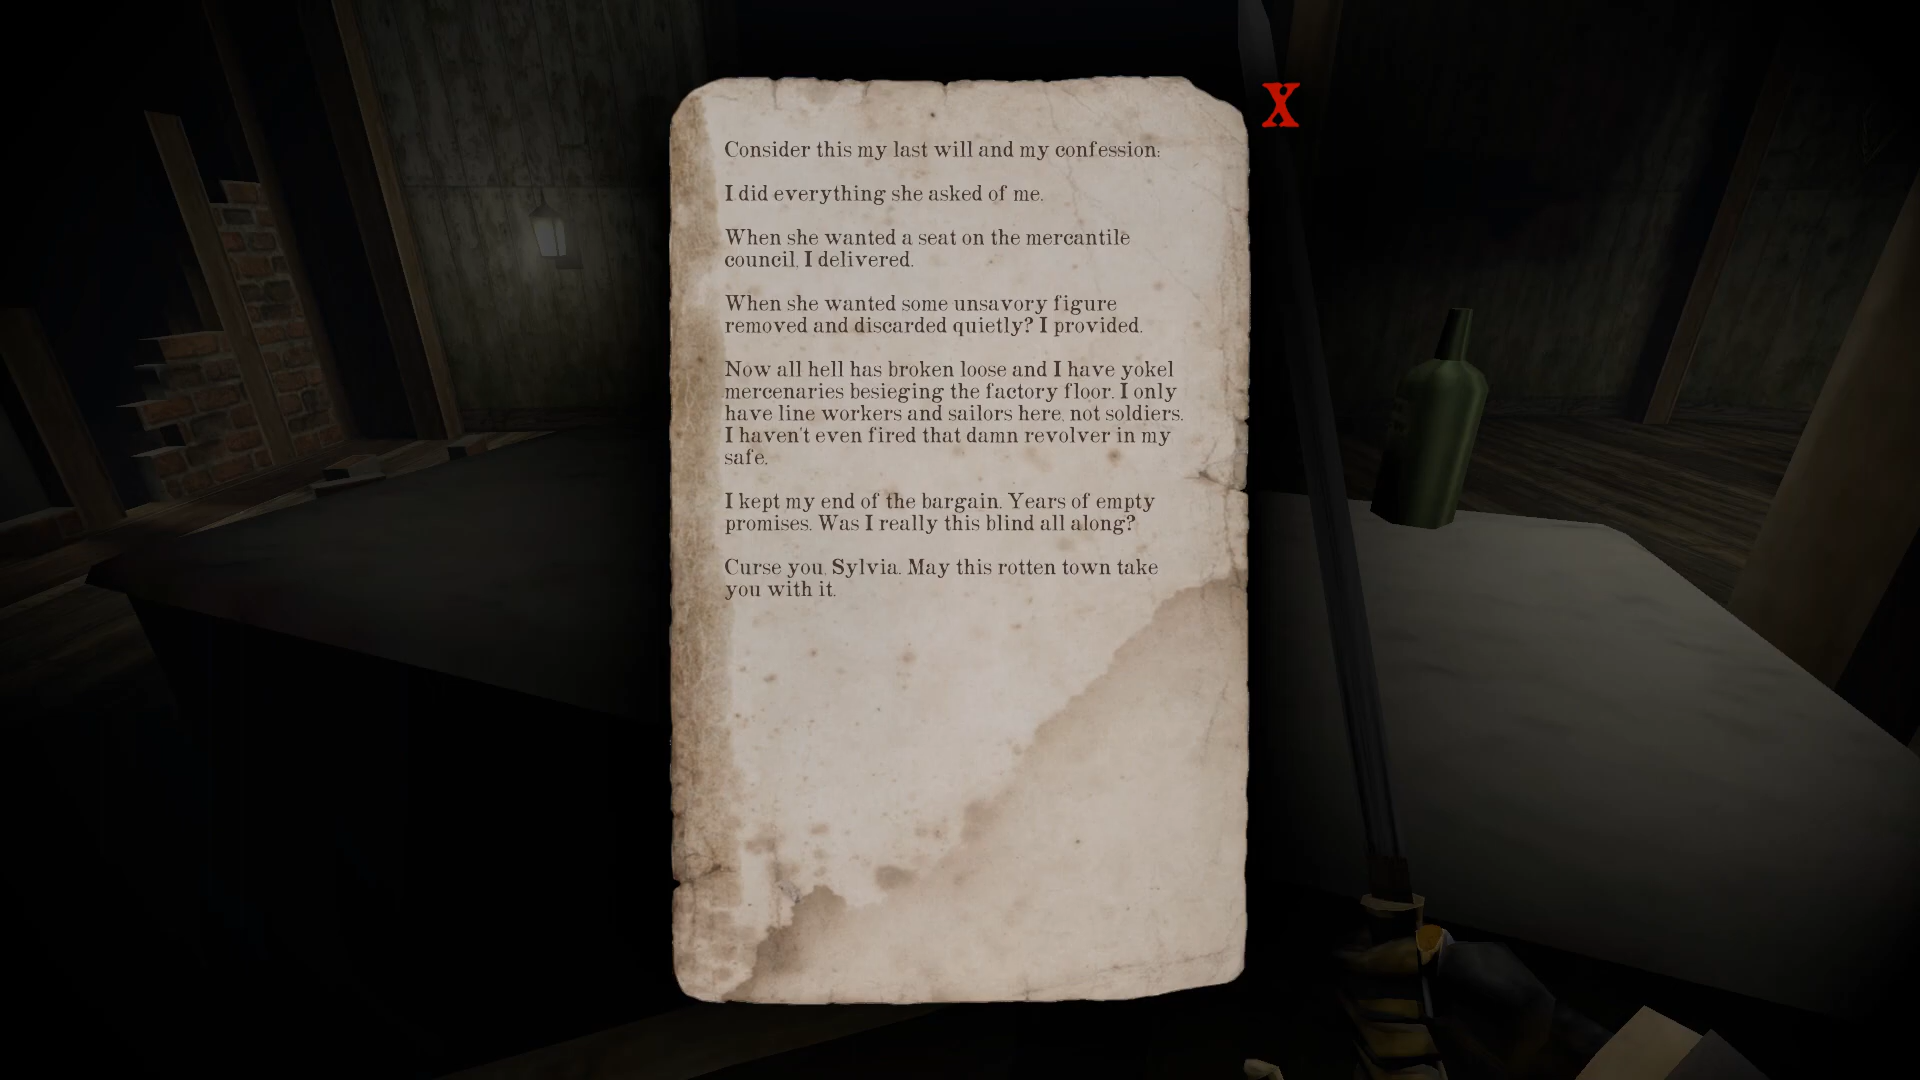 X
Consider this my last will and my confession:
I did everything she asked of me.
When she wanted a seat on the mercantile
council, I delivered.
When she wanted some unsavory figure
removed and discarded quietly? I provided.
Now all hell has broken loose and I have yokel
mercenaries besieging the factory floor. I only
have line workers and sailors here, not soldiers.
I haven't even fired that damn revolver in my
safe.
I kept my end of the bargain. Years of empty
promises. Was I really this blind all along?
Curse you, Sylvia. May this rotten town take
you with it.